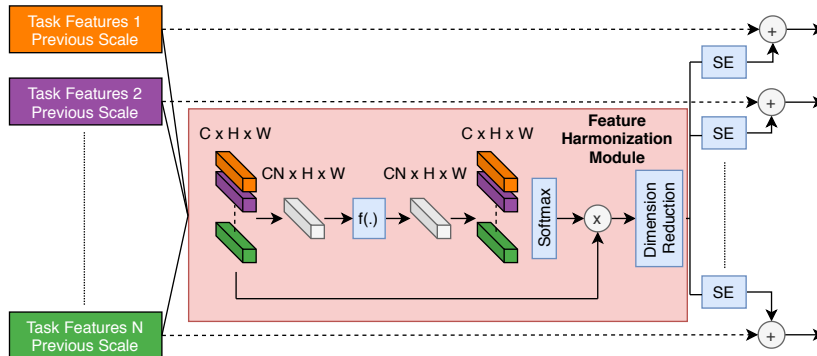 Task Features 1
Previous Scale
+
SE
Task Features 2
Previous Scale
+
SE
Feature
Harmonization
Module
C x H x W
C x H x W
CN x H x W
CN x H x W
f(.)
Softmax
x
Dimension
Reduction
SE
Task Features N
Previous Scale
+